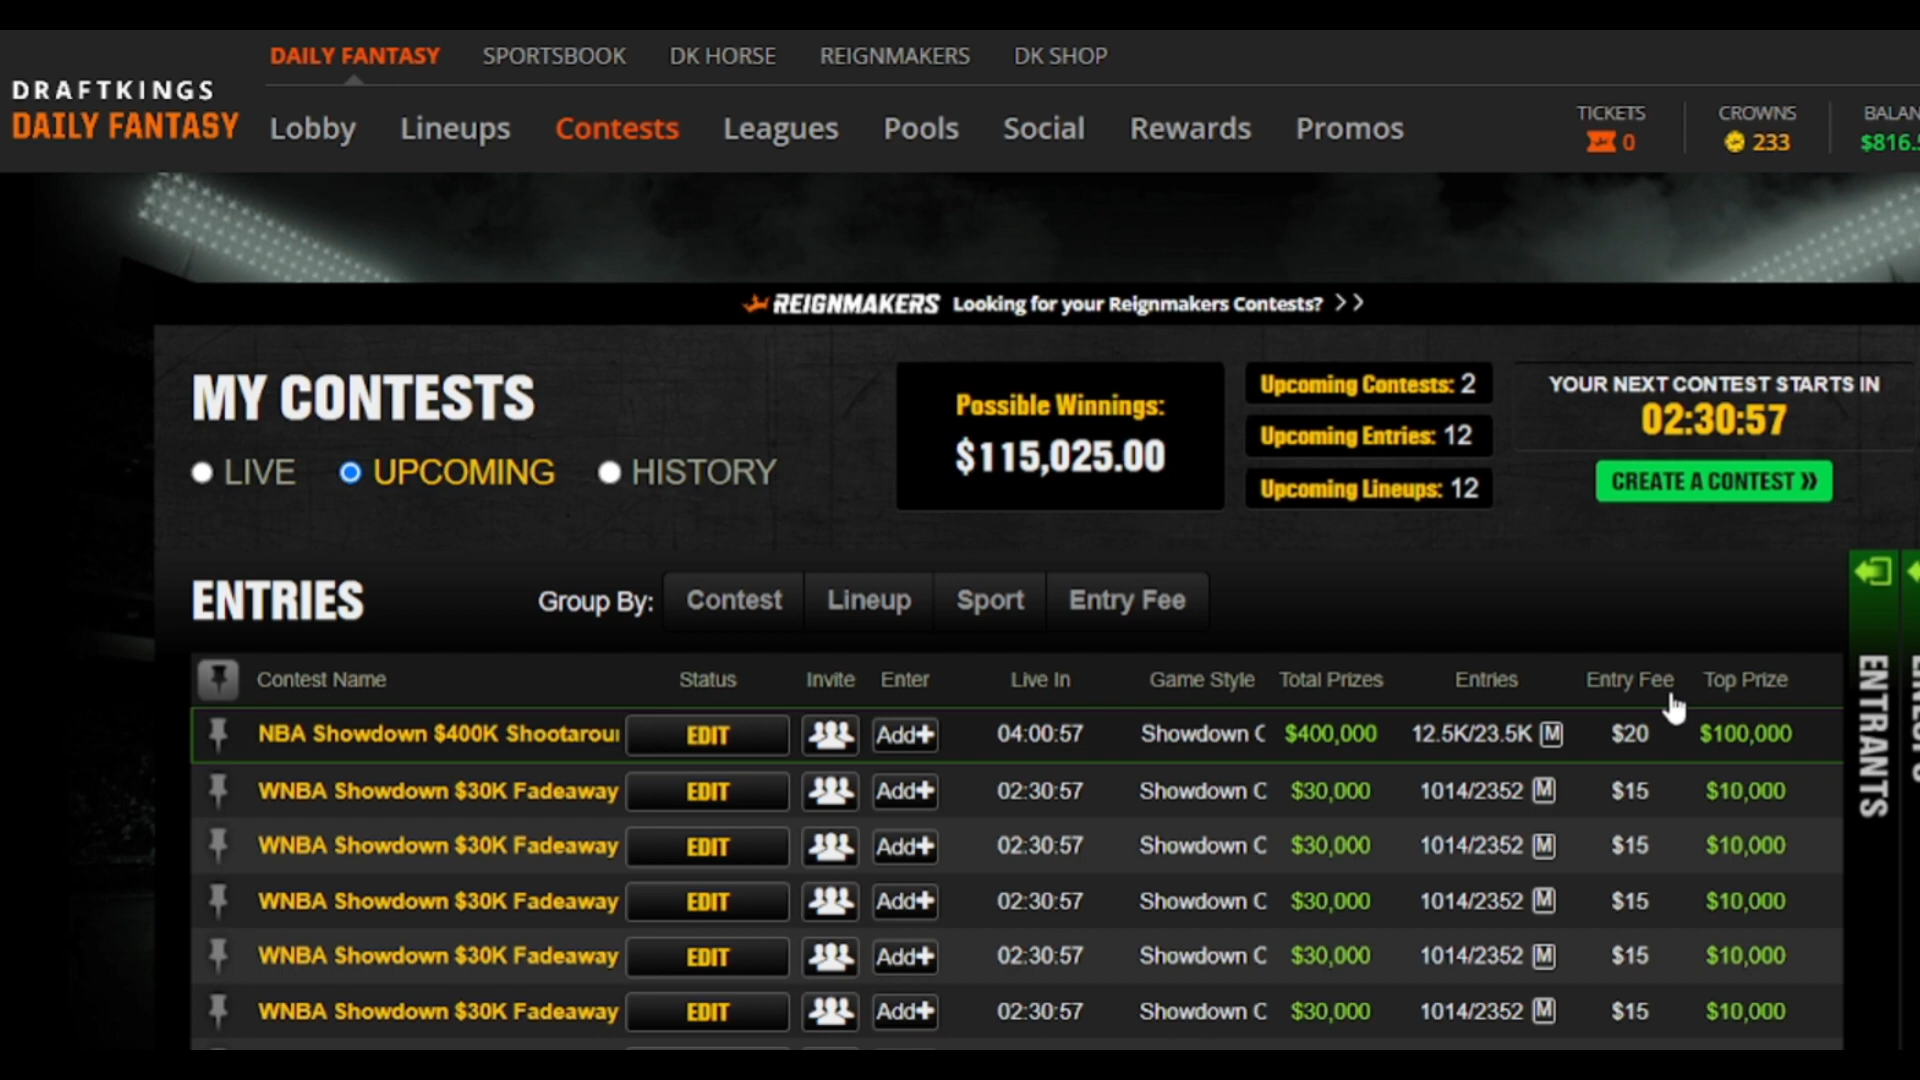 DAILY FANTASY SPORTSBOOK DK HORSE REIGNMAKERS DK SHOP
DRAFTKINGS
DAILY FANTASY
Lobby Lineups Contests Leagues Pools Social Rewards Promos
TICKETS CROWNS BALAN
0 233 $816.5
REIGNMAKERS Looking for your Reignmakers Contests? >>
MY CONTESTS
LIVE UPCOMING HISTORY
Possible Winnings:
$115,025.00
Upcoming Contests: 2
Upcoming Entries: 12
Upcoming Lineups: 12
YOUR NEXT CONTEST STARTS IN
02:30:57
CREATE A CONTEST »
ENTRIES
Group By: Contest Lineup Sport Entry Fee
Contest Name Status Invite Enter Live In Game Style Total Prizes Entries Entry Fee Top Prize
NBA Showdown $400K Shootarou EDIT Add+ 04:00:57 Showdown C $400,000 12.5K/23.5K M $20 $100,000
WNBA Showdown $30K Fadeaway EDIT Add+ 02:30:57 Showdown C $30,000 1014/2352 M $15 $10,000
WNBA Showdown $30K Fadeaway EDIT Add+ 02:30:57 Showdown C $30,000 1014/2352 M $15 $10,000
WNBA Showdown $30K Fadeaway EDIT Add+ 02:30:57 Showdown C $30,000 1014/2352 M $15 $10,000
WNBA Showdown $30K Fadeaway EDIT Add+ 02:30:57 Showdown C $30,000 1014/2352 M $15 $10,000
WNBA Showdown $30K Fadeaway EDIT Add+ 02:30:57 Showdown C $30,000 1014/2352 M $15 $10,000
ENTRANTS